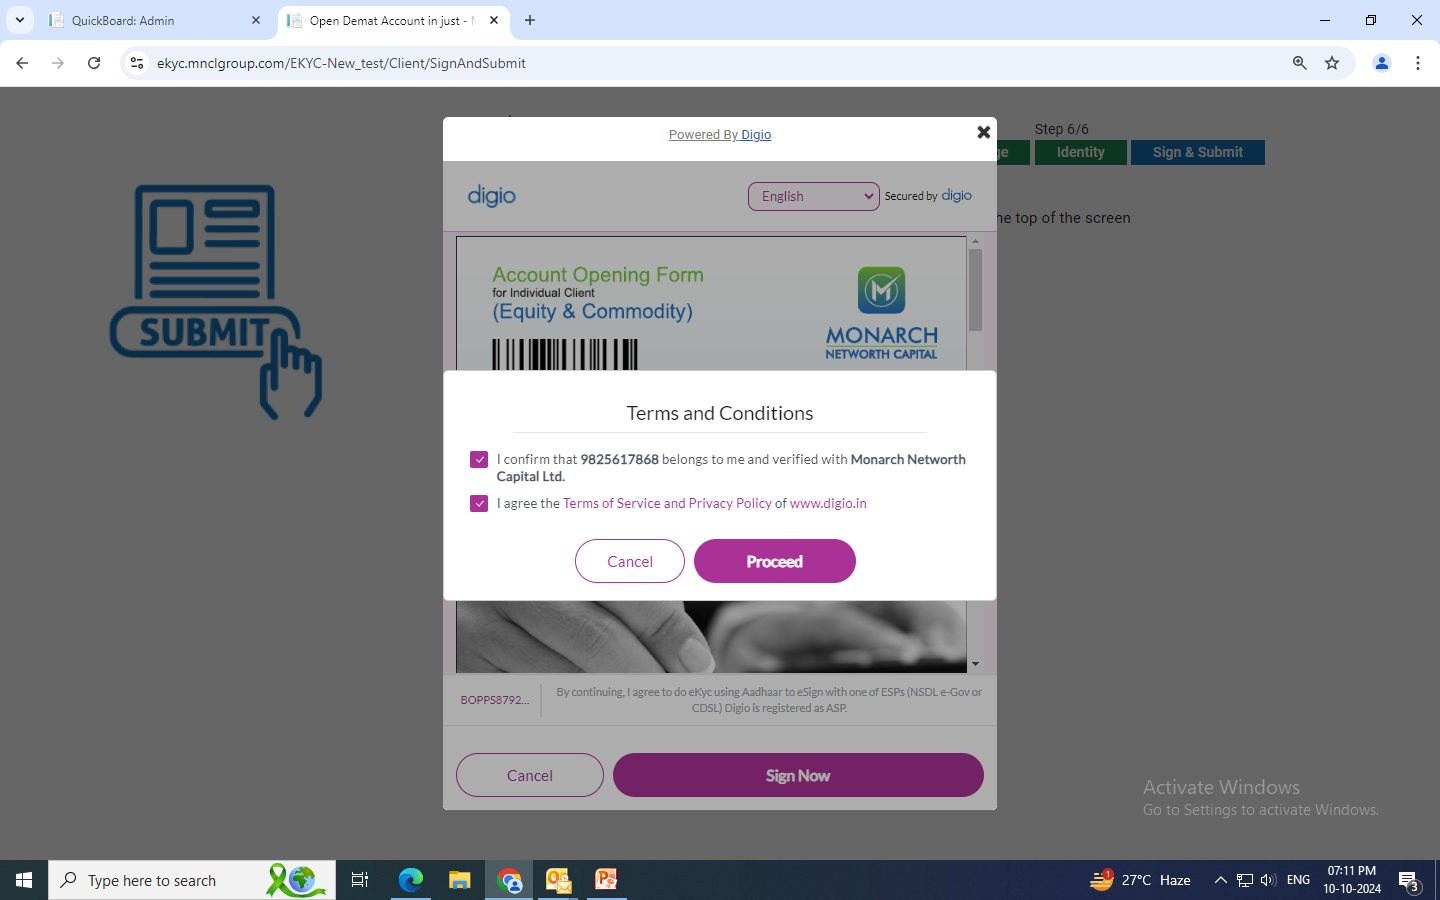 QuickBoard: Admin
Open Demat Account in just -
ekyc.mnclgroup.com/EKYC-New_test/Client/SignAndSubmit
Powered By Digio
Step 6/6
Identity
Sign & Submit
digio
English
Secured by digio
the top of the screen
SUBMIT
Account Opening Form
for Individual Client
(Equity & Commodity)
MONARCH
NETWORTH CAPITAL
Terms and Conditions
I confirm that 9825617868 belongs to me and verified with Monarch Networth
Capital Ltd.
I agree the Terms of Service and Privacy Policy of www.digio.in
Cancel
Proceed
BOPPS8792...
By continuing, I agree to do eKyc using Aadhaar to eSign with one of ESPs (NSDL e-Gov or
CDSL) Digio is registered as ASP.
Cancel
Sign Now
Activate Windows
Go to Settings to activate Windows.
Type here to search
1
27°C Haze
ENG
07:11 PM
10-10-2024
3